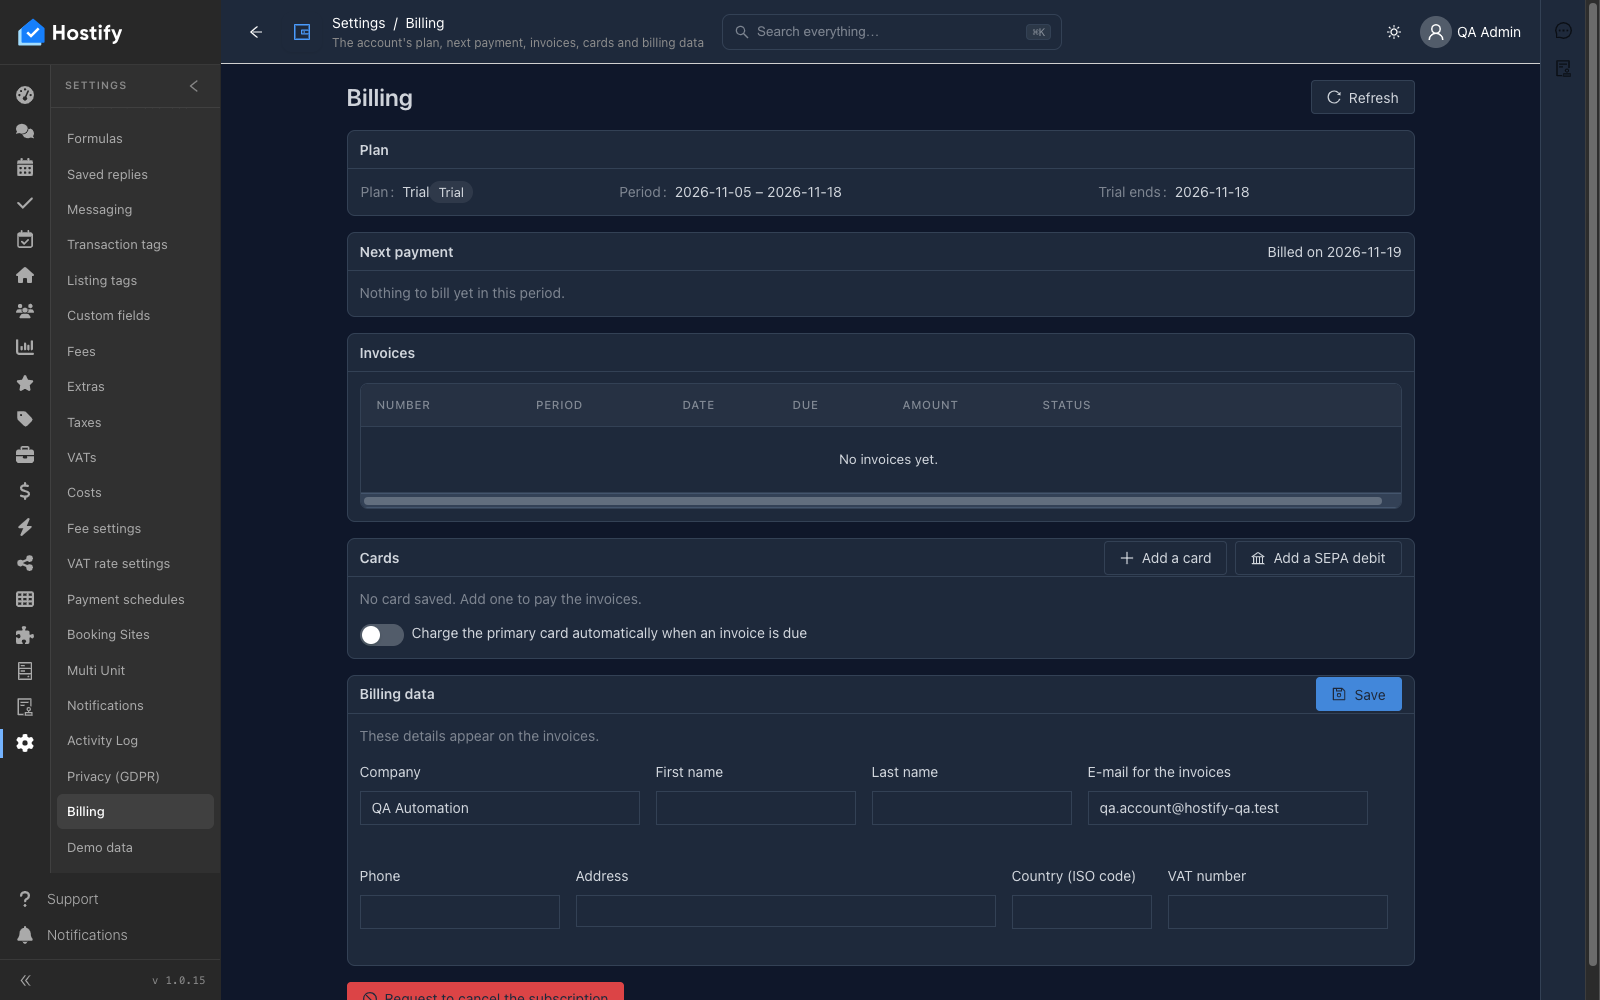 Hostify
Settings / Billing
The account's plan, next payment, invoices, cards and billing data
Search everything...
⌘K
QA Admin
SETTINGS
Formulas
Saved replies
Messaging
Transaction tags
Listing tags
Custom fields
Fees
Extras
Taxes
VATs
Costs
Fee settings
VAT rate settings
Payment schedules
Booking Sites
Multi Unit
Notifications
Activity Log
Privacy (GDPR)
Billing
Demo data
Support
Notifications
v 1.0.15
Billing
Refresh
Plan
Plan: Trial Trial
Period: 2026-11-05 – 2026-11-18
Trial ends: 2026-11-18
Next payment
Billed on 2026-11-19
Nothing to bill yet in this period.
Invoices
NUMBER PERIOD DATE DUE AMOUNT STATUS
No invoices yet.
Cards
Add a card
Add a SEPA debit
No card saved. Add one to pay the invoices.
Charge the primary card automatically when an invoice is due
Billing data
Save
These details appear on the invoices.
Company First name Last name E-mail for the invoices
QA Automation qa.account@hostify-qa.test
Phone Address Country (ISO code) VAT number
Request to cancel the subscription